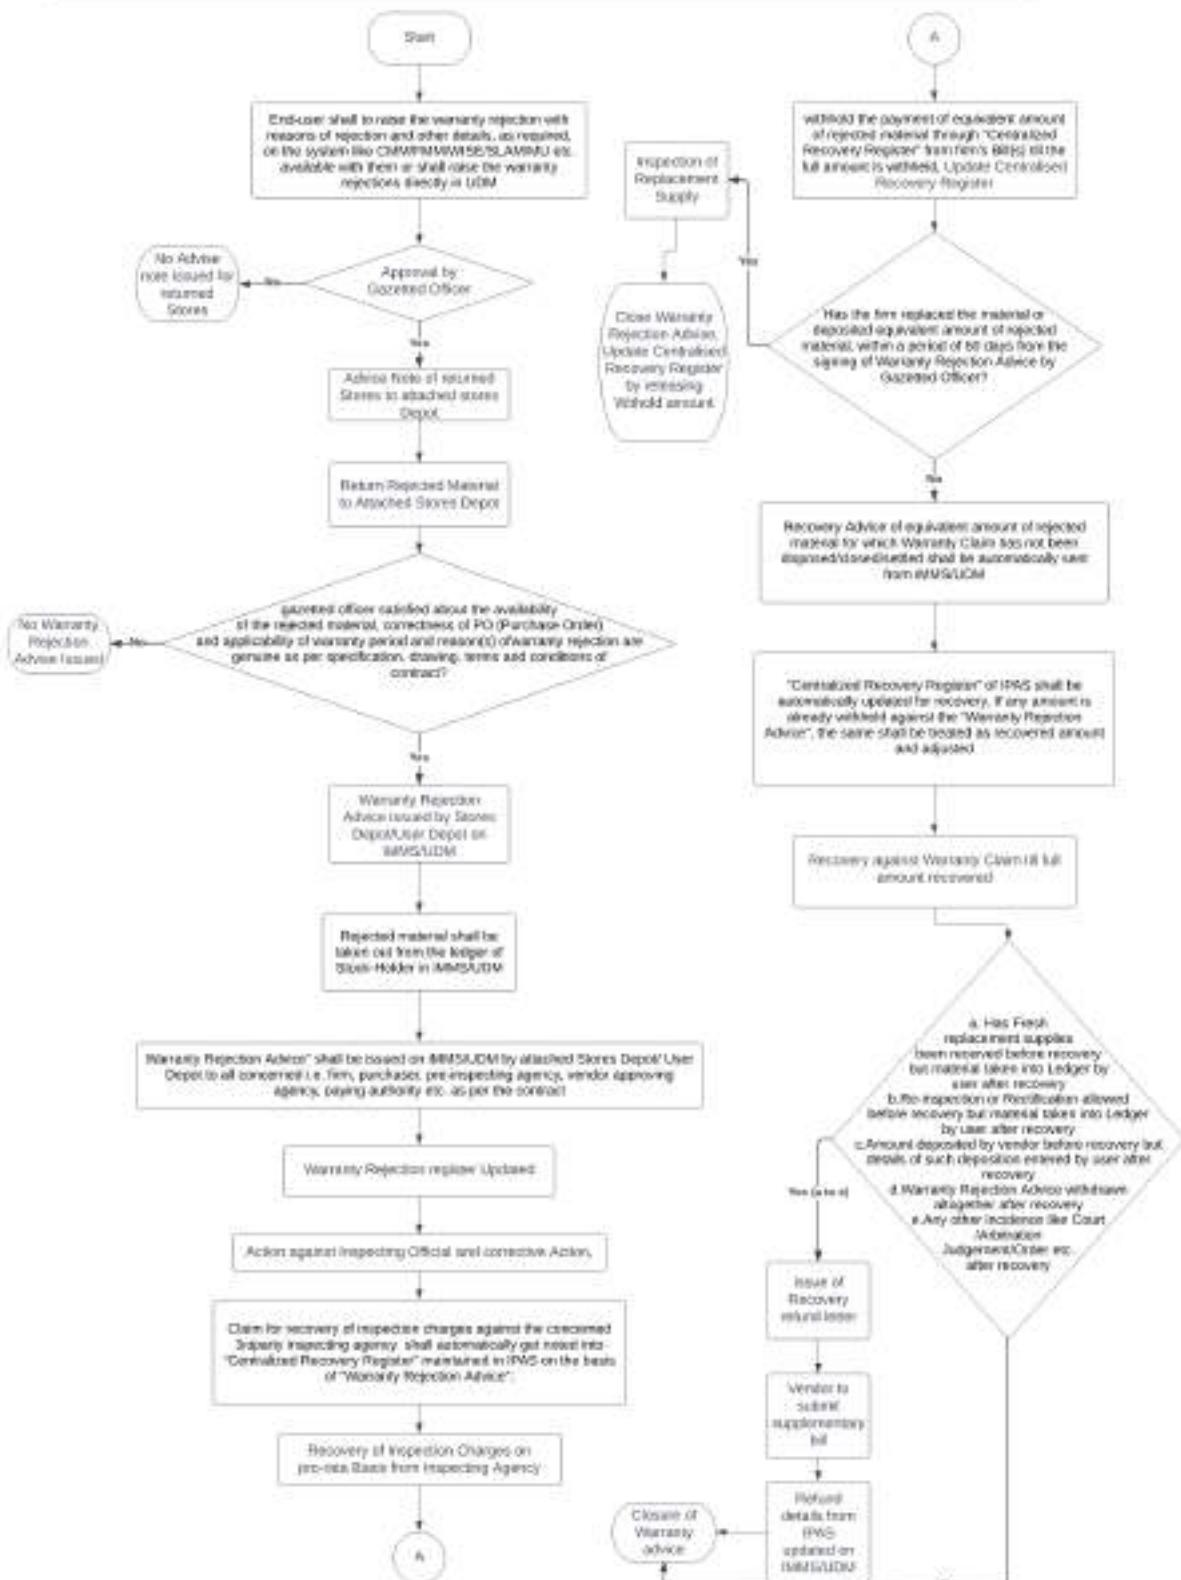 Start
End-user shall to raise the warranty rejection with
reasons of rejection and other details, as required,
on the system like CMM/FMM/WISE/SLAM/MU etc.
available with them or shall raise the warranty
rejections directly in UDM
Approval by
Gazetted Officer
No
No Advise
note issued for
returned
Stores
Yes
Advice Note of returned
Stores to attached stores
Depot
Return Rejected Material
to Attached Stores Depot
gazetted officer satisfied about the availability
of the rejected material, correctness of PO (Purchase Order)
and applicability of warranty period and reason(s) ofwarranty rejection are
genuine as per specification, drawing, terms and conditions of
contract?
No
No Warranty
Rejection
Advise Issued
Yes
Warranty Rejection
Advice issued by Stores
Depot/User Depot on
iMMS/UDM
Rejected material shall be
taken out from the ledger of
Stock-Holder in iMMS/UDM
Warranty Rejection Advice" shall be issued on iMMS/UDM by attached Stores Depot/ User
Depot to all concerned i.e. firm, purchaser, pre-inspecting agency, vendor approving
agency, paying authority etc. as per the contract
Warranty Rejection register Updated
Action against Inspecting Official and corrective Action,
Claim for recovery of inspection charges against the concerned
3rdparty inspecting agency shall automatically get noted into
"Centralized Recovery Register" maintained in IPAS on the basis
of "Warranty Rejection Advice".
Recovery of Inspection Charges on
pro-rata Basis from Inspecting Agency
A
A
withhold the payment of equivalent amount
of rejected material through "Centralized
Recovery Register" from firm's Bill(s) till the
full amount is withheld, Update Centralised
Recovery Register
Has the firm replaced the material or
deposited equivalent amount of rejected
material, within a period of 60 days from the
signing of Warranty Rejection Advice by
Gazetted Officer?
Yes
Inspection of
Replacement
Supply
Close Warranty
Rejection Advice,
Update Centralised
Recovery Register
by releasing
Withold amount
No
Recovery Advice of equivalent amount of rejected
material for which Warranty Claim has not been
disposed/closed/settled shall be automatically sent
from iMMS/UDM
"Centralized Recovery Register" of IPAS shall be
automatically updated for recovery. If any amount is
already withhold against the "Warranty Rejection
Advice", the same shall be treated as recovered amount
and adjusted
Recovery against Warranty Claim till full
amount recovered
a. Has Fresh
replacement supplies
been received before recovery
but material taken into Ledger by
user after recovery
b.Re-inspection or Rectification allowed
before recovery but material taken into Ledger
by user after recovery
c.Amount deposited by vendor before recovery but
details of such deposition entered by user after
recovery
d.Warranty Rejection Advice withdrawn
altogether after recovery
e.Any other Incidence like Court
/Arbitration
Judgement/Order etc.
after recovery
Yes (a to e)
Issue of
Recovery
refund letter
Vendor to
submit
supplementary
bill
Refund
details from
IPAS
updated on
iMMS/UDM
Closure of
Warranty
advice